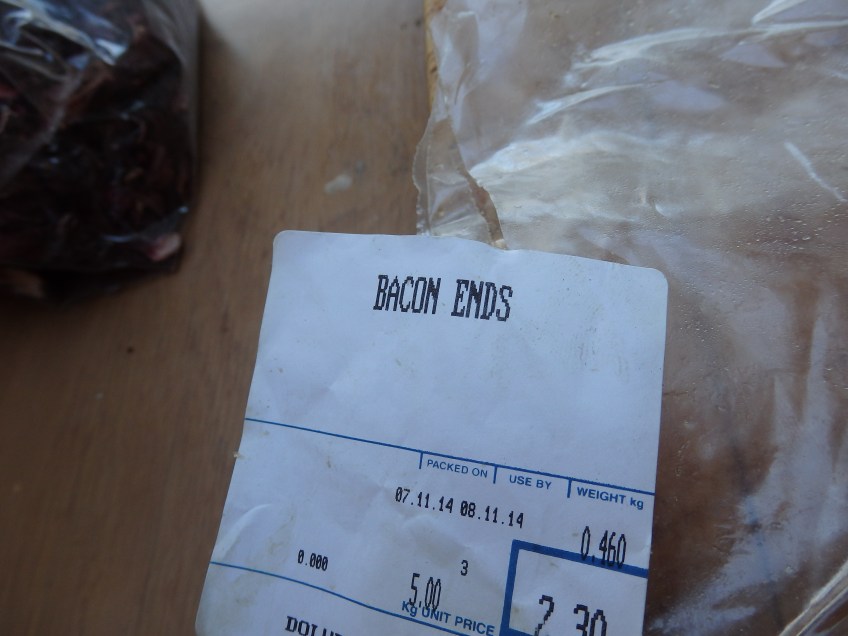 BACON ENDS
PACKED ON USE BY WEIGHT kg
07.11.14 08.11.14
0.460
0.000 3
5.00
Kg UNIT PRICE
2.30